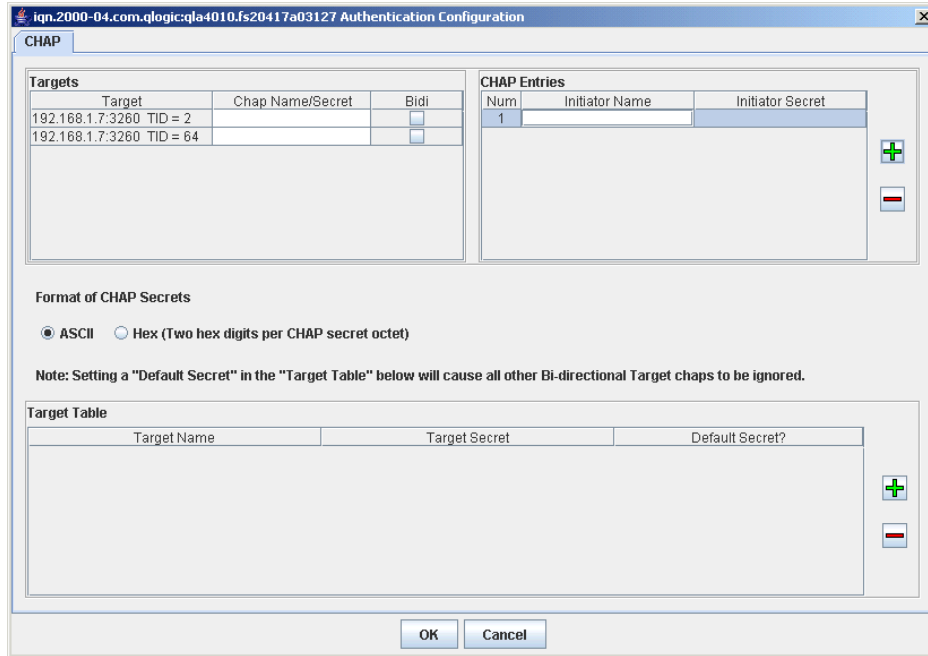 iqn.2000-04.com.qlogic:qla4010.fs20417a03127 Authentication Configuration
CHAP
Targets
Target Chap Name/Secret Bidi
192.168.1.7:3260 TID = 2
192.168.1.7:3260 TID = 64
CHAP Entries
Num Initiator Name Initiator Secret
1
Format of CHAP Secrets
ASCII Hex (Two hex digits per CHAP secret octet)
Note: Setting a "Default Secret" in the "Target Table" below will cause all other Bi-directional Target chaps to be ignored.
Target Table
Target Name Target Secret Default Secret?
OK Cancel